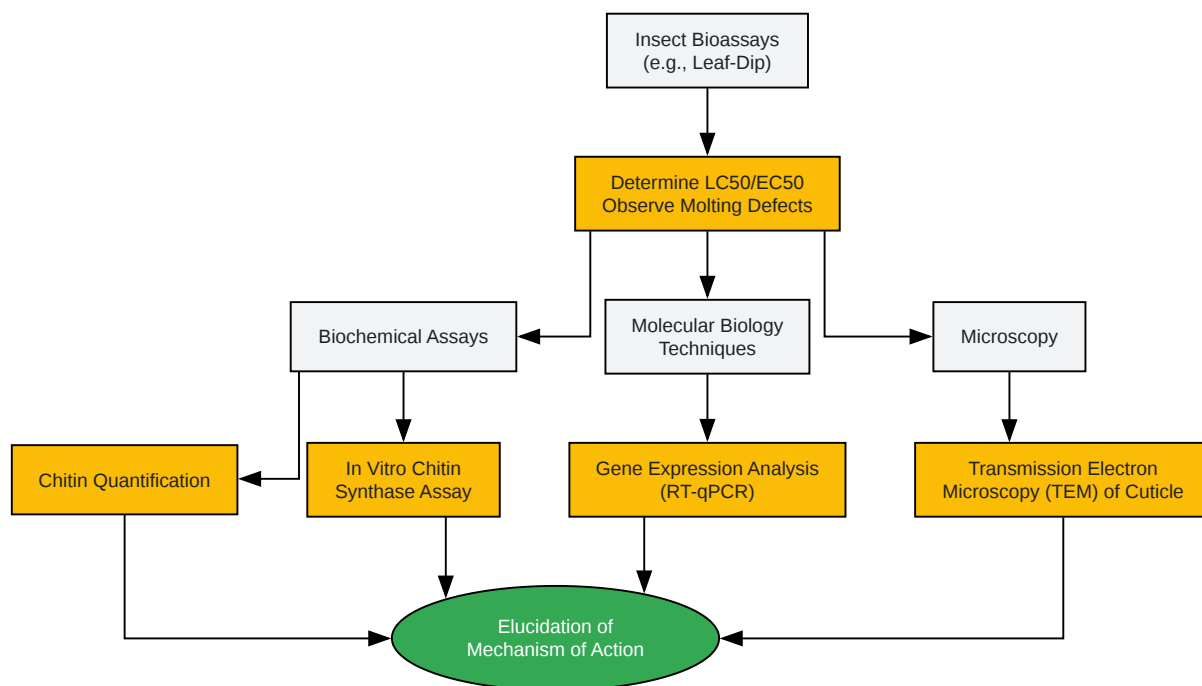 Insect Bioassays
(e.g., Leaf-Dip)
Determine LC50/EC50
Observe Molting Defects
Biochemical Assays
Molecular Biology
Techniques
Microscopy
Chitin Quantification
In Vitro Chitin
Synthase Assay
Gene Expression Analysis
(RT-qPCR)
Transmission Electron
Microscopy (TEM) of Cuticle
Elucidation of
Mechanism of Action